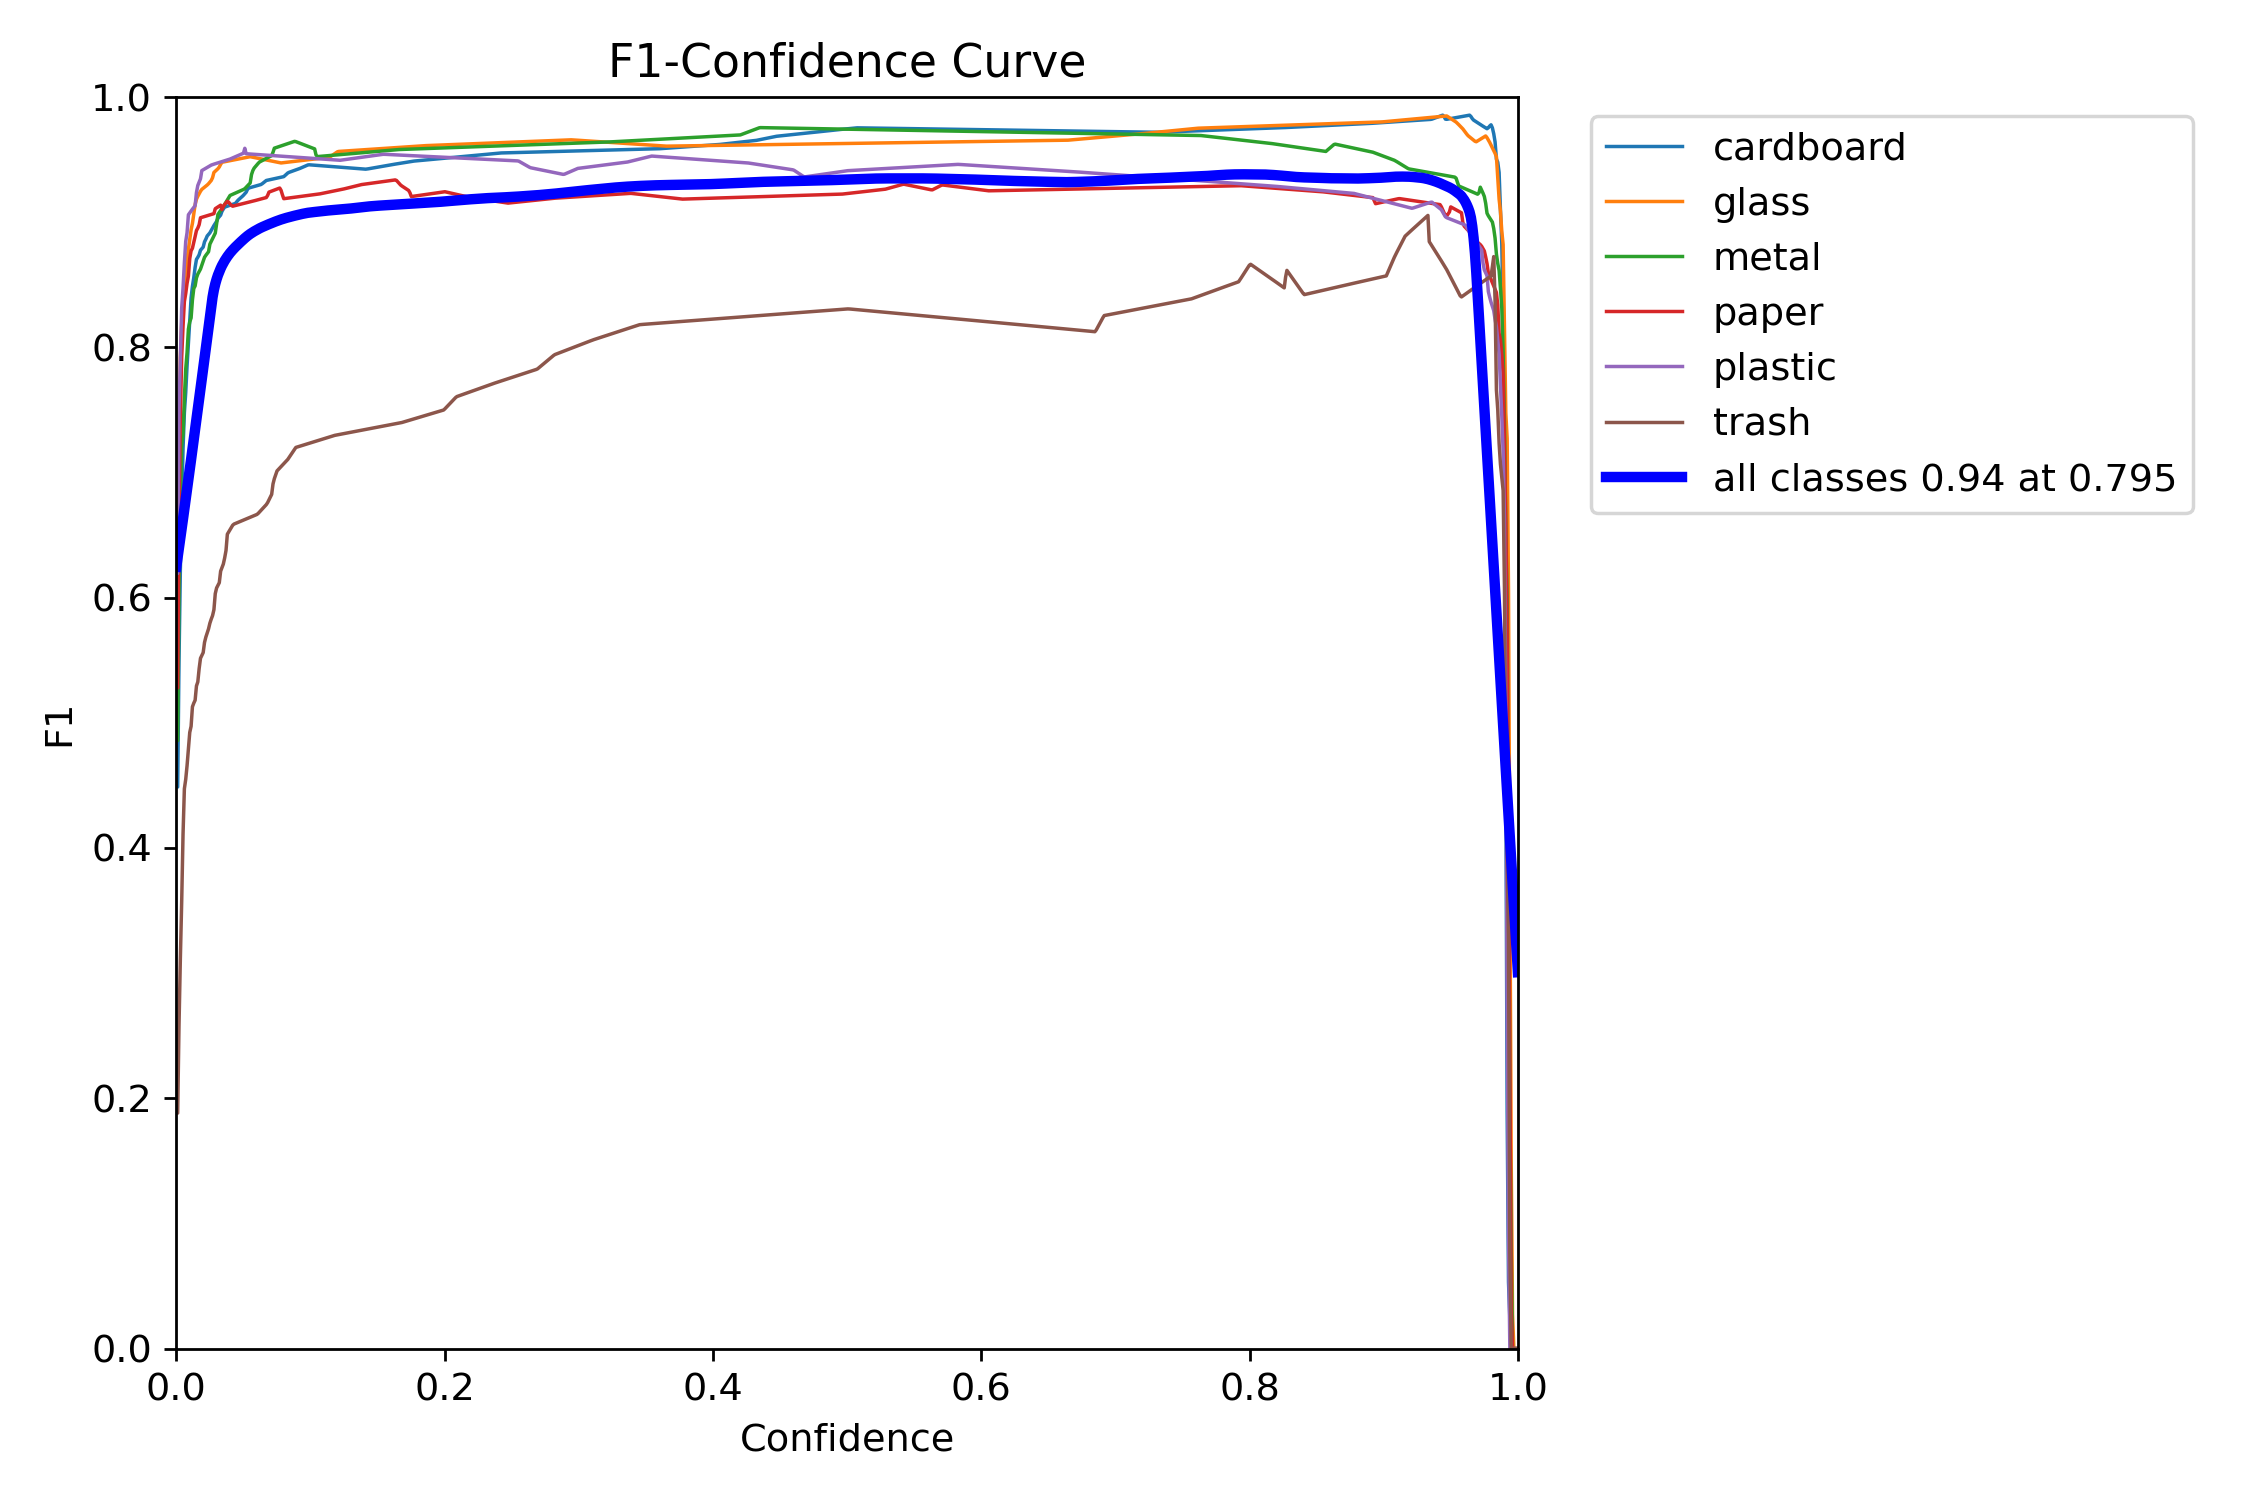 F1-Confidence Curve
1.0
0.8
0.6
0.4
0.2
0.0
F1
0.0 0.2 0.4 0.6 0.8 1.0
Confidence
cardboard
glass
metal
paper
plastic
trash
all classes 0.94 at 0.795